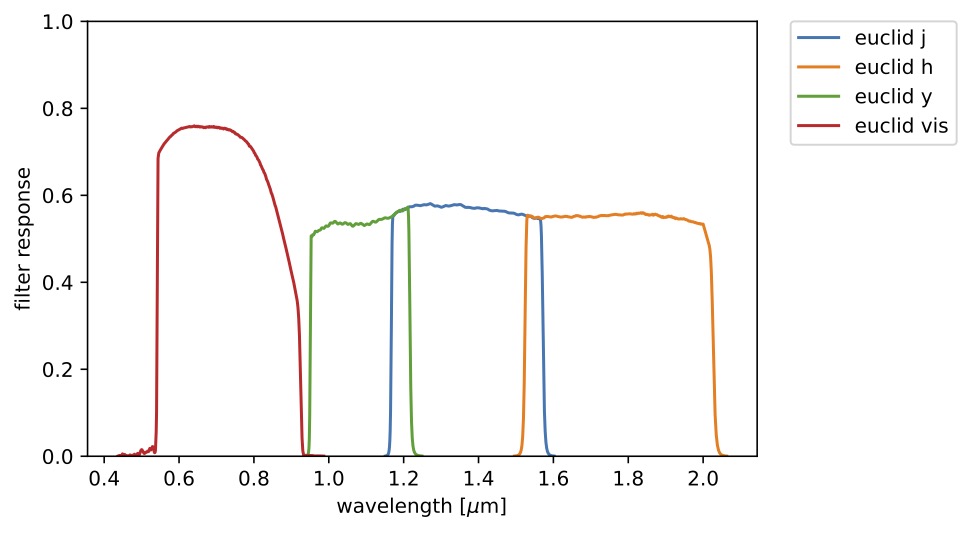 1.0
0.8
0.6
0.4
0.2
0.0
filter response
0.4 0.6 0.8 1.0 1.2 1.4 1.6 1.8 2.0
wavelength [μm]
euclid j
euclid h
euclid y
euclid vis